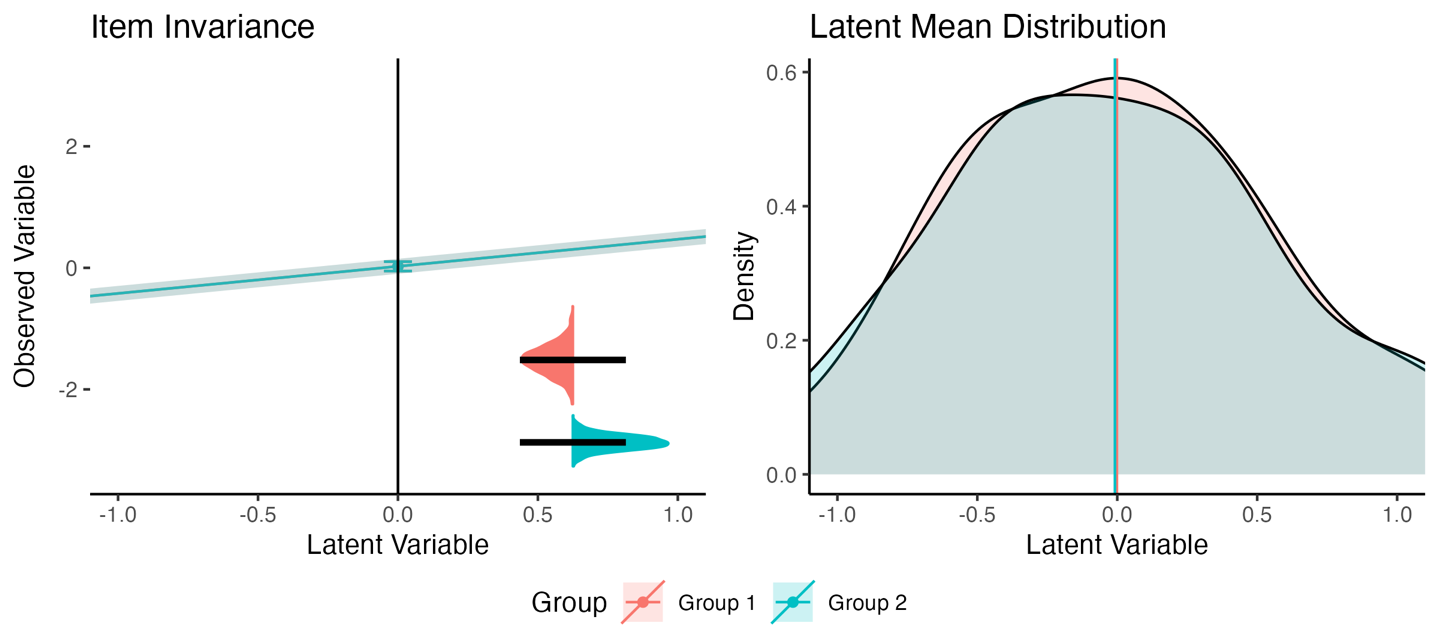 Item Invariance
Observed Variable
2
0
-2
-1.0 -0.5 0.0 0.5 1.0
Latent Variable
Latent Mean Distribution
Density
0.6
0.4
0.2
0.0
-1.0 -0.5 0.0 0.5 1.0
Latent Variable
Group Group 1 Group 2